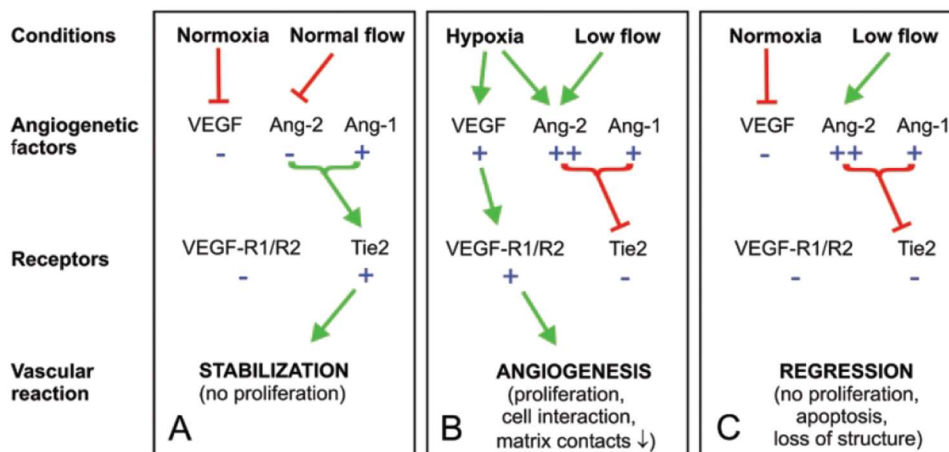 Conditions
Angiogenetic
factors
Receptors
Vascular
reaction
Normoxia Normal flow
VEGF Ang-2 Ang-1
- - +
VEGF-R1/R2 Tie2
- +
STABILIZATION
(no proliferation)
A
Hypoxia Low flow
VEGF Ang-2 Ang-1
+ ++ +
VEGF-R1/R2 Tie2
+ -
ANGIOGENESIS
(proliferation,
cell interaction,
matrix contacts ↓)
B
Normoxia Low flow
VEGF Ang-2 Ang-1
- ++ +
VEGF-R1/R2 Tie2
- -
REGRESSION
(no proliferation,
apoptosis,
loss of structure)
C